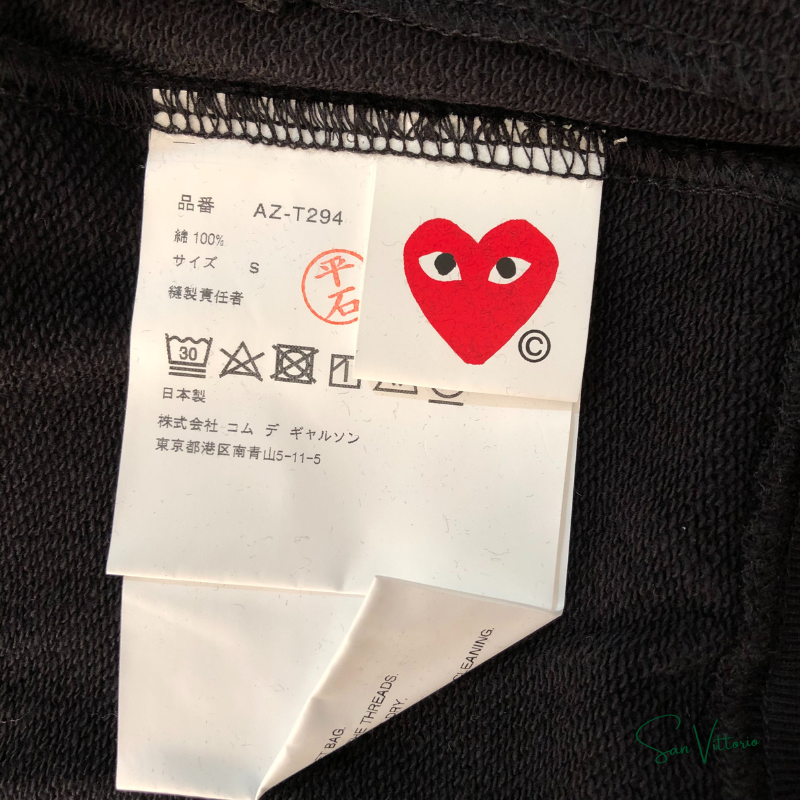 品番 AZ-T294
綿 100%
サイズ S
縫製責任者
平石
30
©
日本製
株式会社 コム デ ギャルソン
東京都港区南青山5-11-5
BAG.
THREADS.
DRY.
CLEANING.
San Vittorio